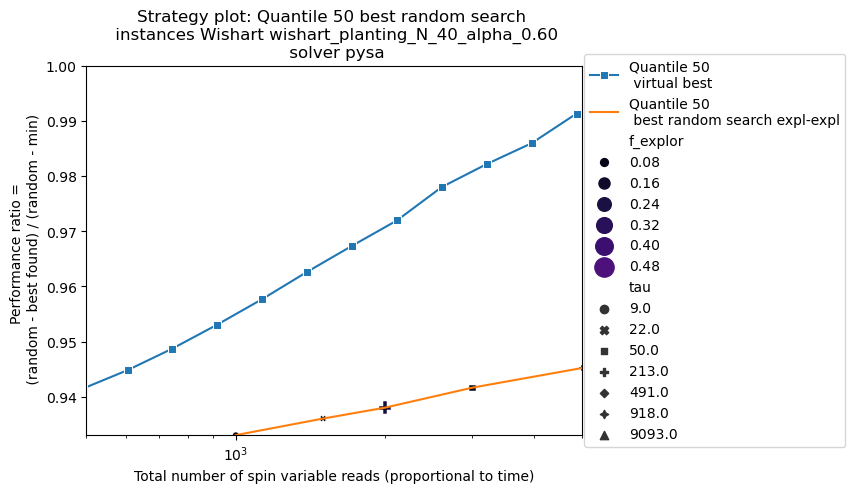 Strategy plot: Quantile 50 best random search
instances Wishart wishart_planting_N_40_alpha_0.60
solver pysa
1.00
0.99
0.98
0.97
0.96
0.95
0.94
Performance ratio =
(random - best found) / (random - min)
10^3
Total number of spin variable reads (proportional to time)
Quantile 50
virtual best
Quantile 50
best random search expl-expl
f_explor
0.08
0.16
0.24
0.32
0.40
0.48
tau
9.0
22.0
50.0
213.0
491.0
918.0
9093.0